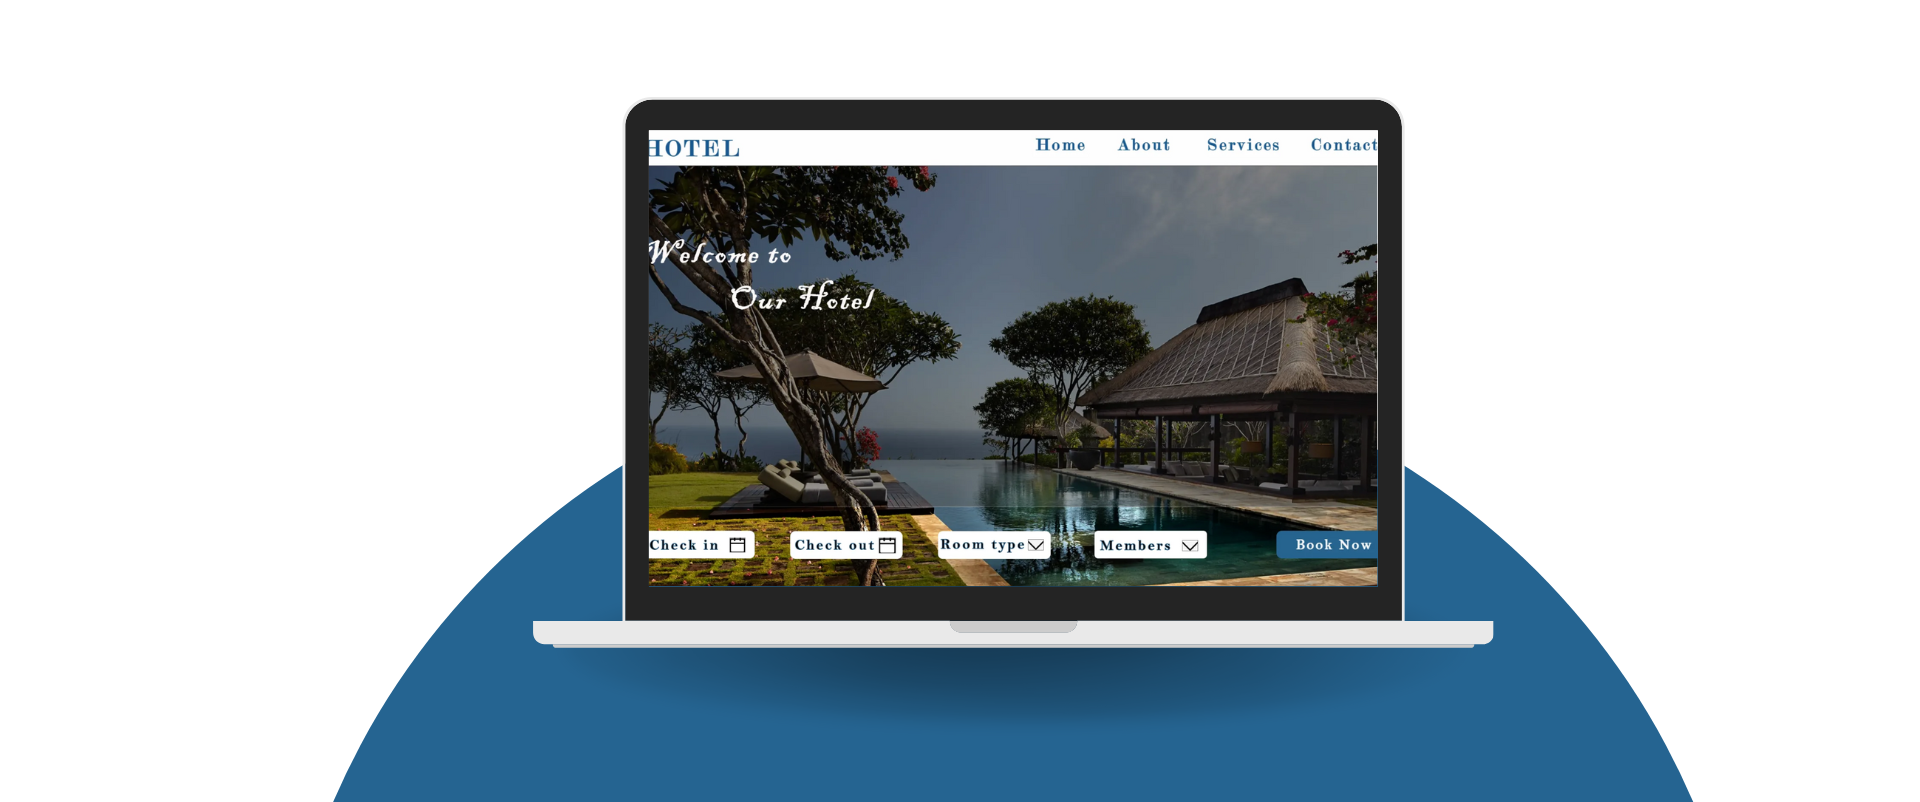 HOTEL Home About Services Contact
Welcome to
Our Hotel
Check in Check out Room type Members Book Now